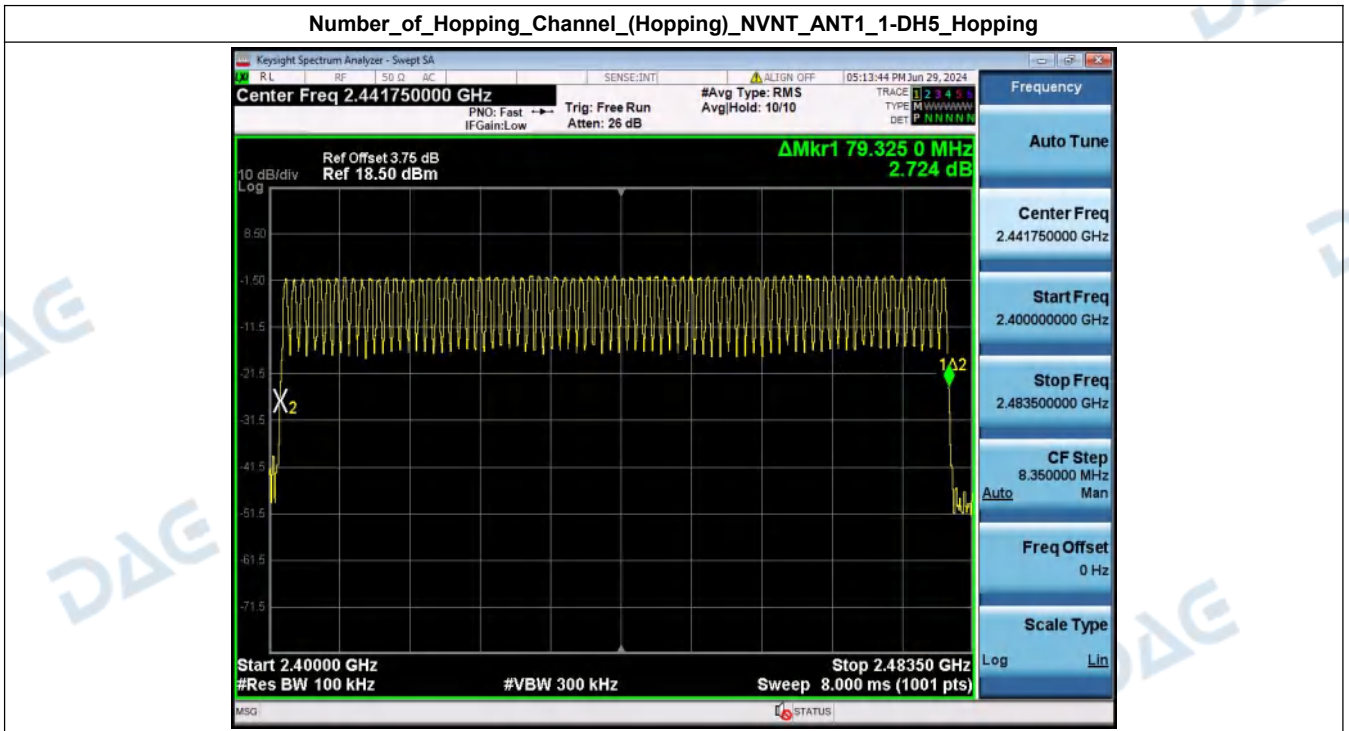 Number_of_Hopping_Channel_(Hopping)_NVNT_ANT1_1-DH5_Hopping
Keysight Spectrum Analyzer - Swept SA
LXI RL RF 50 Ω AC SENSE:INT ALIGN OFF 05:13:44 PM Jun 29, 2024
Center Freq 2.441750000 GHz
PNO: Fast
IFGain:Low
Trig: Free Run
Atten: 26 dB
#Avg Type: RMS
Avg|Hold: 10/10
TRACE 1 2 3 4 5 6
TYPE M WWWWW
DET P N N N N N
Frequency
ΔMkr1 79.325 0 MHz
2.724 dB
Ref Offset 3.75 dB
10 dB/div Ref 18.50 dBm
Log
8.50
-1.50
-11.5
-21.5
-31.5
-41.5
-51.5
-61.5
-71.5
1Δ2
X2
Start 2.40000 GHz Stop 2.48350 GHz
#Res BW 100 kHz #VBW 300 kHz Sweep 8.000 ms (1001 pts)
MSG STATUS
Auto Tune
Center Freq
2.441750000 GHz
Start Freq
2.400000000 GHz
Stop Freq
2.483500000 GHz
CF Step
8.350000 MHz
Auto Man
Freq Offset
0 Hz
Scale Type
Log Lin
DAE
DAE